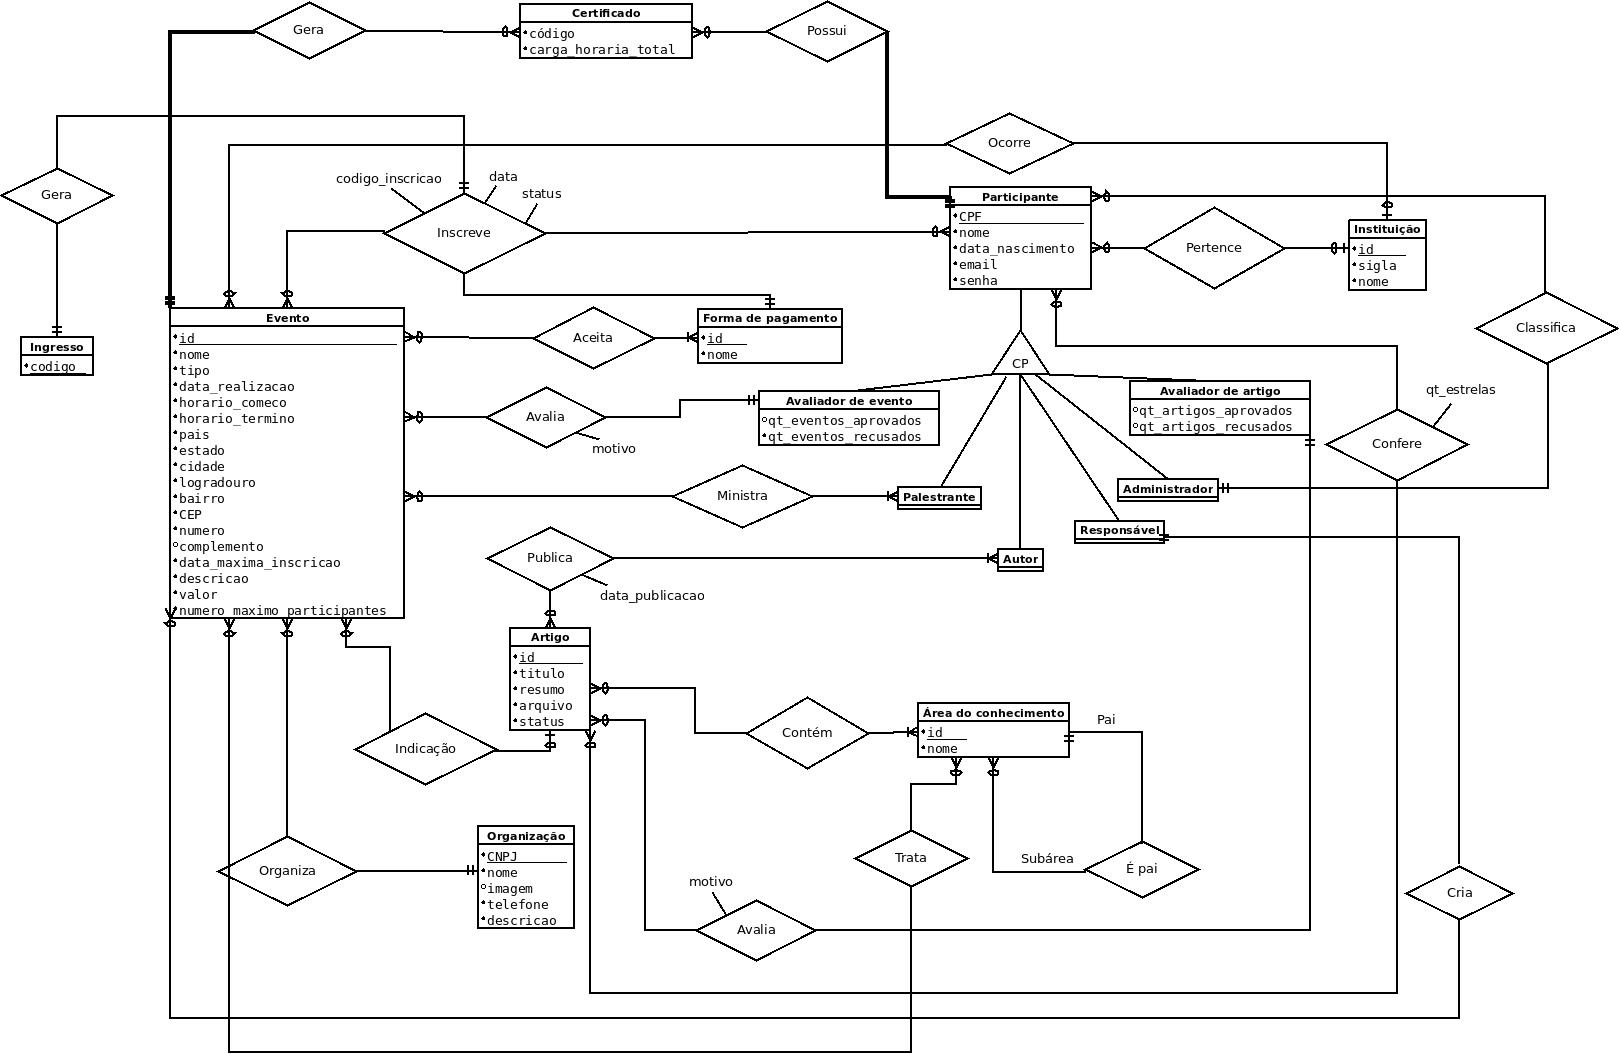 Gera
Certificado
código
carga_horaria_total
Possui
Ocorre
Gera
codigo_inscricao
data
status
Inscreve
Participante
CPF
nome
data_nascimento
email
senha
Pertence
Instituição
id
sigla
nome
Classifica
Ingresso
codigo
Evento
id
nome
tipo
data_realizacao
horario_comeco
horario_termino
pais
estado
cidade
logradouro
bairro
CEP
numero
complemento
data_maxima_inscricao
descricao
valor
numero_maximo_participantes
Aceita
Forma de pagamento
id
nome
CP
Avalia
motivo
Avaliador de evento
qt_eventos_aprovados
qt_eventos_recusados
Avaliador de artigo
qt_artigos_aprovados
qt_artigos_recusados
qt_estrelas
Confere
Ministra
Palestrante
Administrador
Responsável
Publica
data_publicacao
Autor
Artigo
id
titulo
resumo
arquivo
status
Indicação
Contém
Área do conhecimento
id
nome
Pai
Organização
CNPJ
nome
imagem
telefone
descricao
Organiza
Trata
Subárea
É pai
Cria
motivo
Avalia